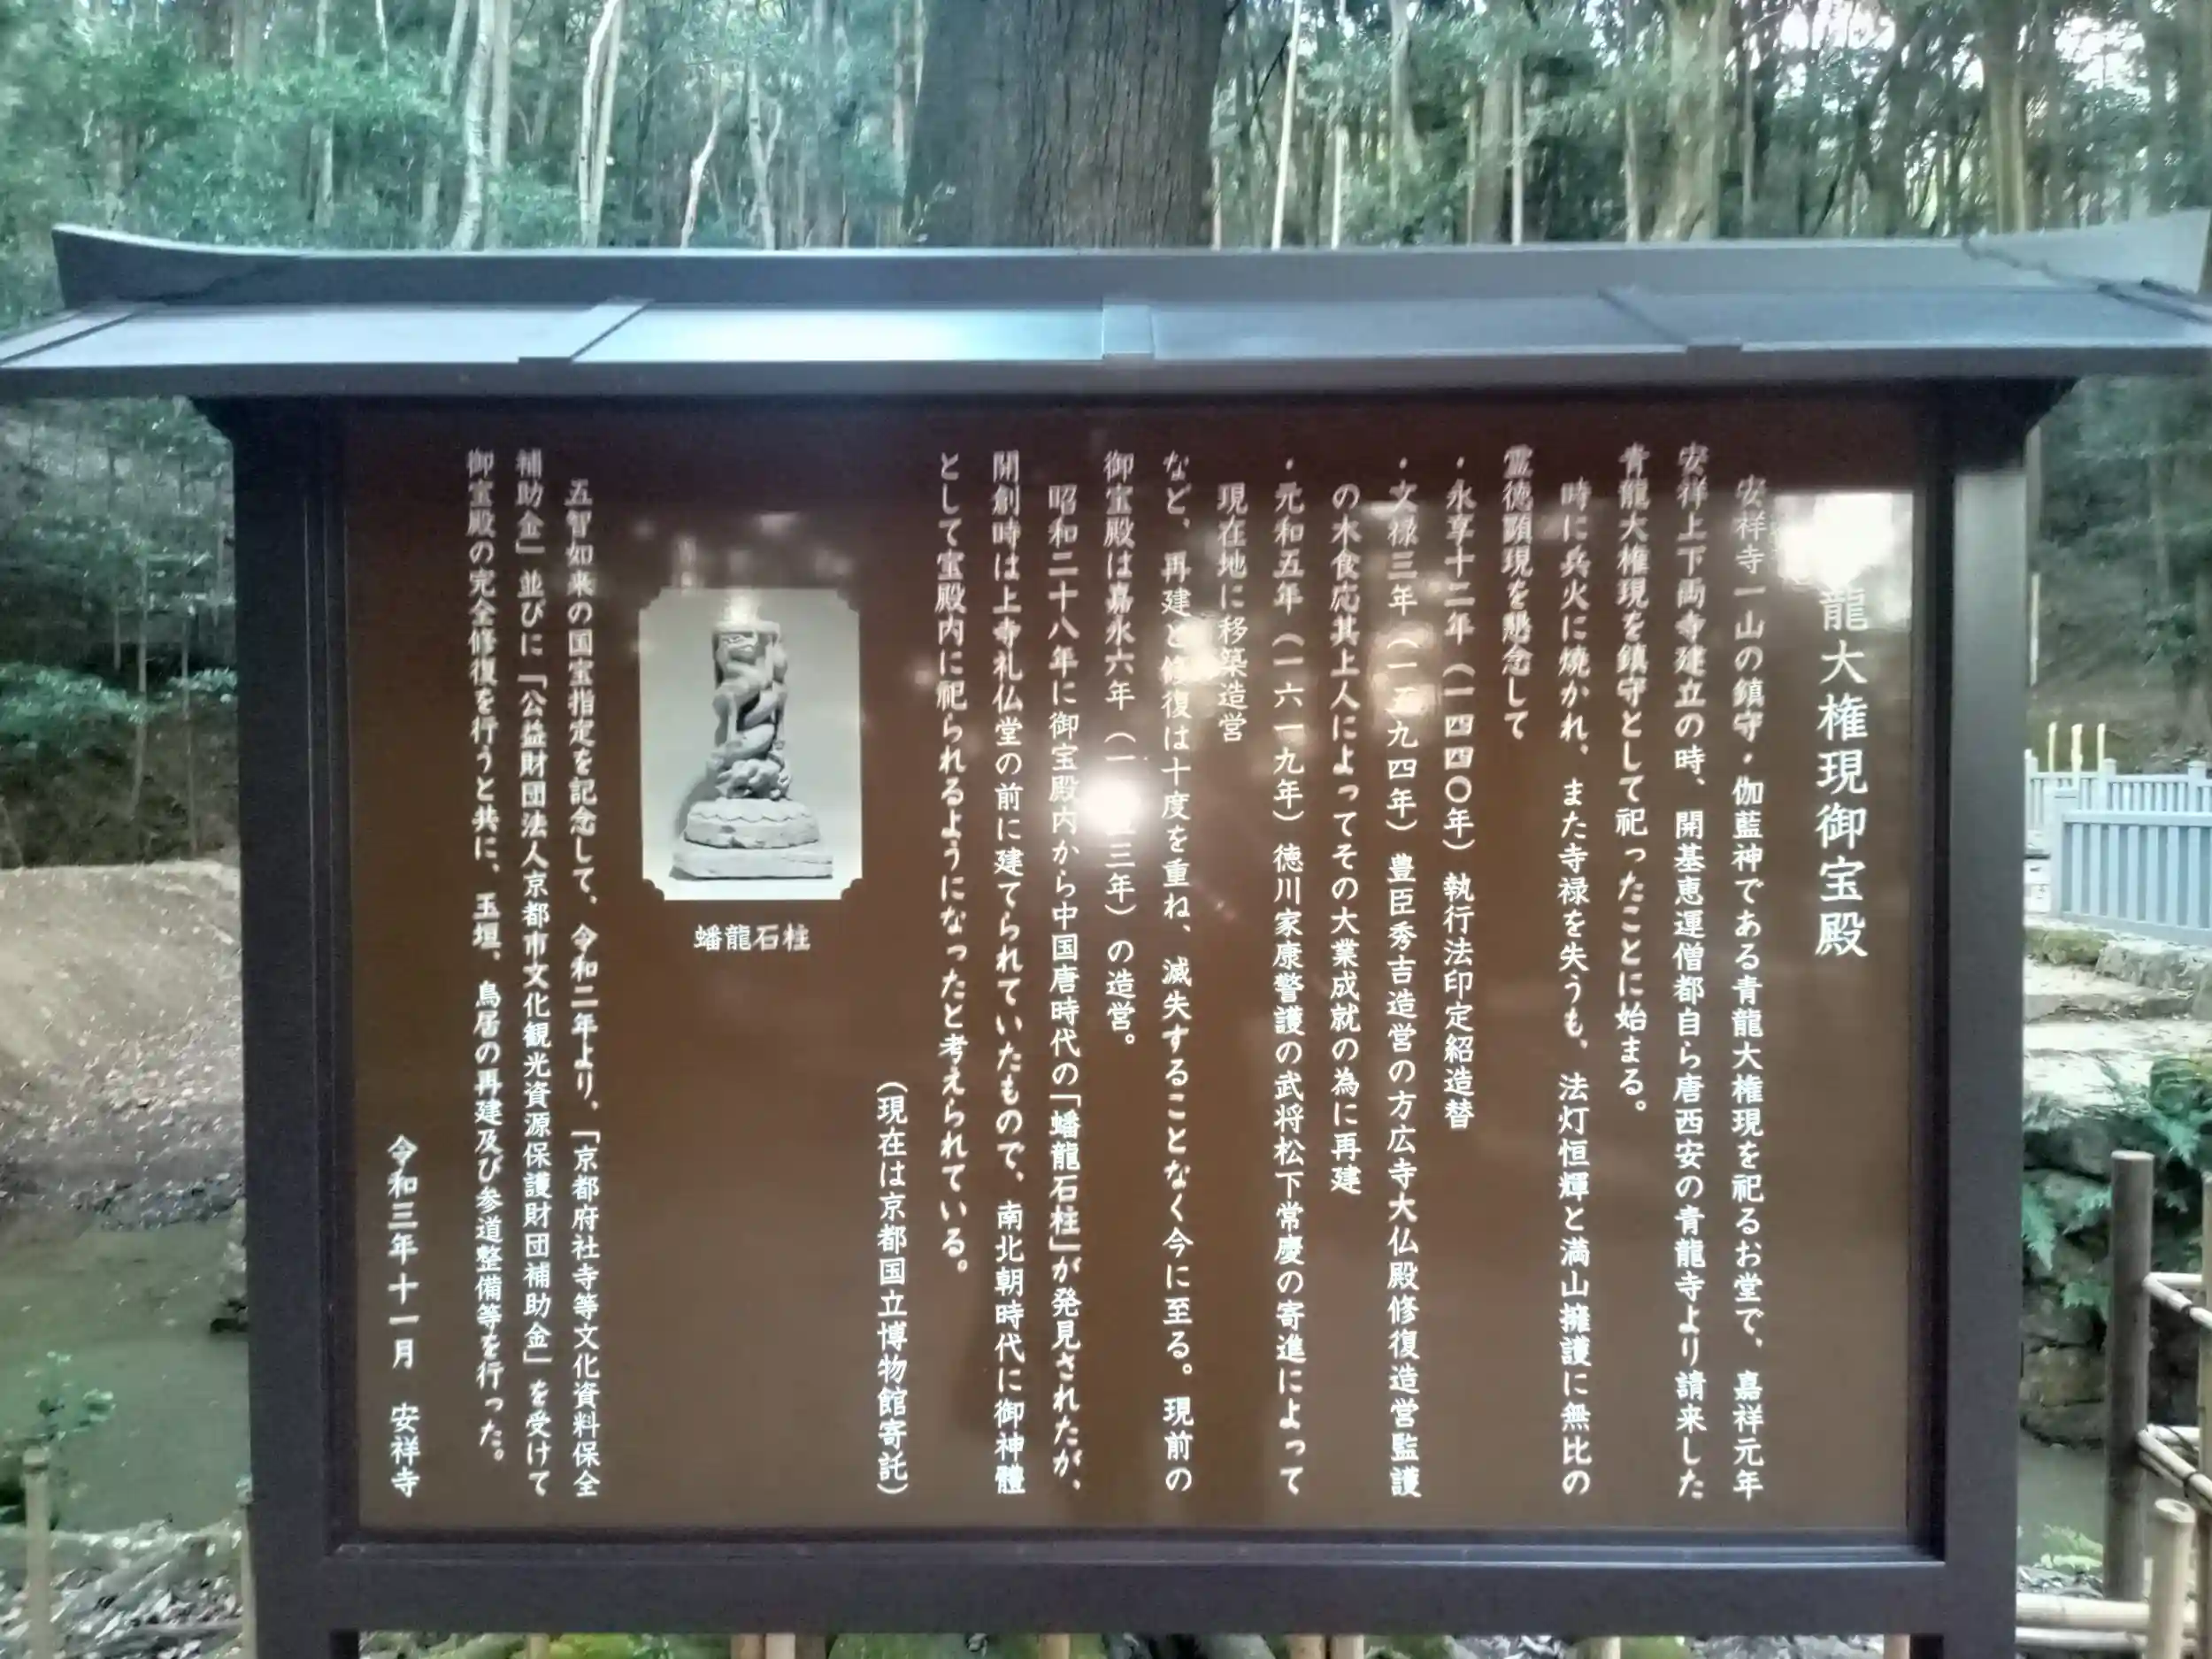 龍大権現御宝殿
安祥寺一山の鎮守・伽藍神である青龍大権現を祀るお堂で、嘉祥元年
安祥上下両寺建立の時、開基恵運僧都自ら唐西安の青龍寺より請来した
青龍大権現を鎮守として祀ったことに始まる。
時に兵火に焼かれ、また寺禄を失うも、法灯恒輝と満山擁護に無比の
霊徳顕現を懇念して
・永享十二年（一四四〇年）執行法印定紹造替
・文禄三年（一五九四年）豊臣秀吉造営の方広寺大仏殿修復造営監護
の木食応其上人によってその大業成就の為に再建
・元和五年（一六一九年）徳川家康警護の武将松下常慶の寄進によって
現在地に移築造営
など、再建と修復は十度を重ね、滅失することなく今に至る。現前の
御宝殿は嘉永六年（一 三年）の造営。
昭和二十八年に御宝殿内から中国唐時代の「蟠龍石柱」が発見されたが、
開創時は上寺礼仏堂の前に建てられていたもので、南北朝時代に御神體
として宝殿内に祀られるようになったと考えられている。
（現在は京都国立博物館寄託）
蟠龍石柱
五智如来の国宝指定を記念して、令和二年より、「京都府社寺等文化資料保全
補助金」並びに「公益財団法人京都市文化観光資源保護財団補助金」を受けて
御宝殿の完全修復を行うと共に、玉垣、鳥居の再建及び参道整備等を行った。
令和三年十一月 安祥寺